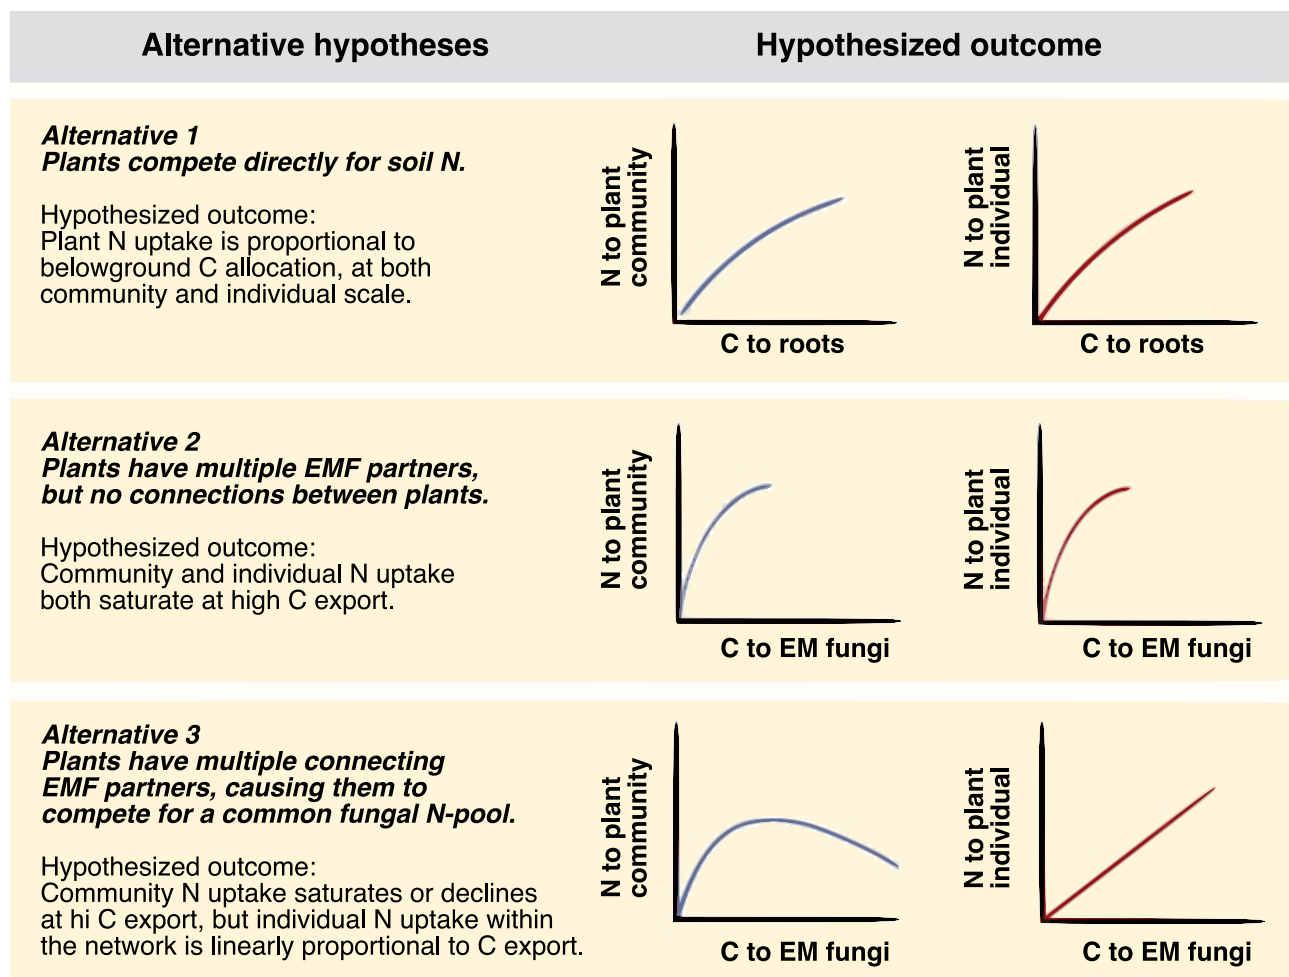 Alternative hypotheses
Hypothesized outcome
Alternative 1
Plants compete directly for soil N.
Hypothesized outcome:
Plant N uptake is proportional to
belowground C allocation, at both
community and individual scale.
N to plant
community
C to roots
N to plant
individual
C to roots
Alternative 2
Plants have multiple EMF partners,
but no connections between plants.
Hypothesized outcome:
Community and individual N uptake
both saturate at high C export.
N to plant
community
C to EM fungi
N to plant
individual
C to EM fungi
Alternative 3
Plants have multiple connecting
EMF partners, causing them to
compete for a common fungal N-pool.
Hypothesized outcome:
Community N uptake saturates or declines
at hi C export, but individual N uptake within
the network is linearly proportional to C export.
N to plant
community
C to EM fungi
N to plant
individual
C to EM fungi